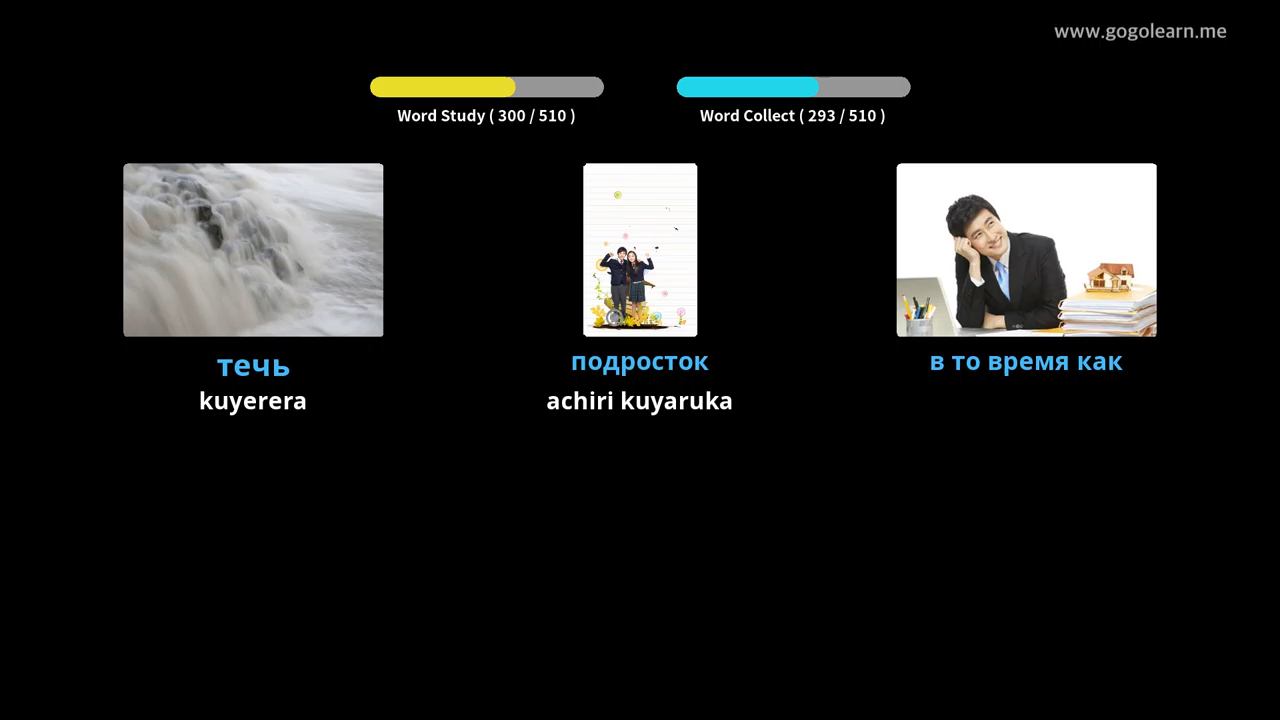 www.gogolearn.me
Word Study ( 300 / 510 )
Word Collect ( 293 / 510 )
течь
kuyerera
подросток
achiri kuyaruka
в то время как